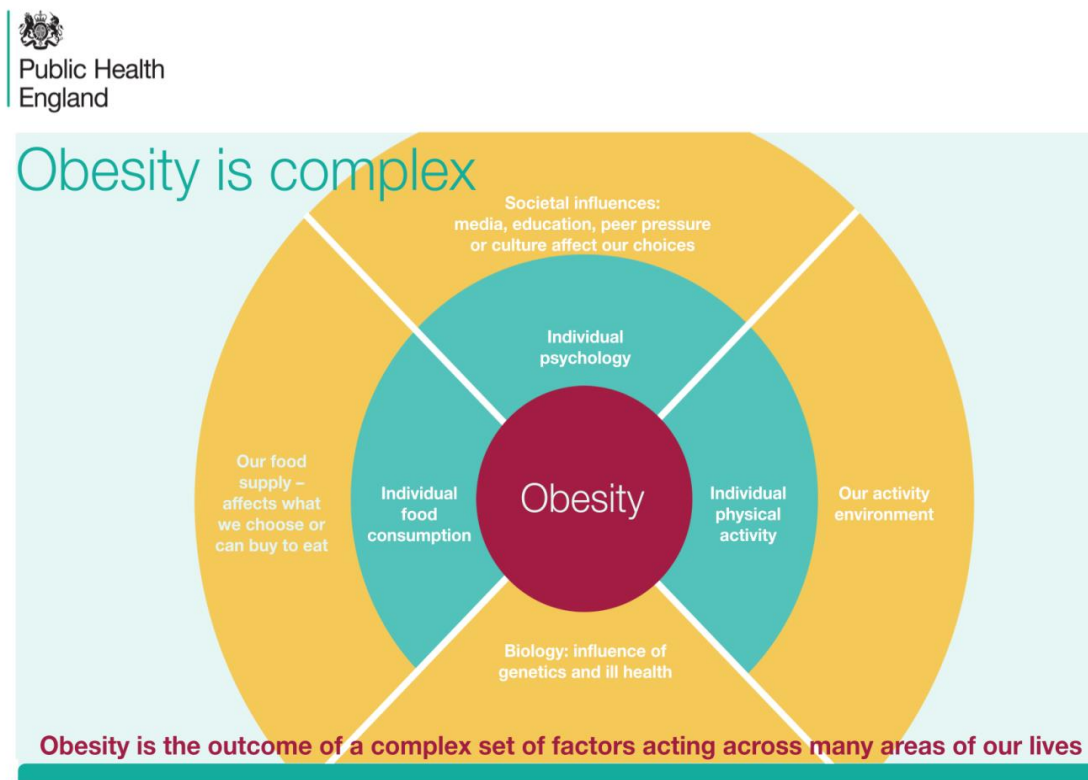 Public Health
England
Obesity is complex
Societal influences:
media, education, peer pressure
or culture affect our choices
Individual
psychology
Our food
supply –
affects what
we choose or
can buy to eat
Individual
food
consumption
Obesity
Individual
physical
activity
Our activity
environment
Biology: influence of
genetics and ill health
Obesity is the outcome of a complex set of factors acting across many areas of our lives